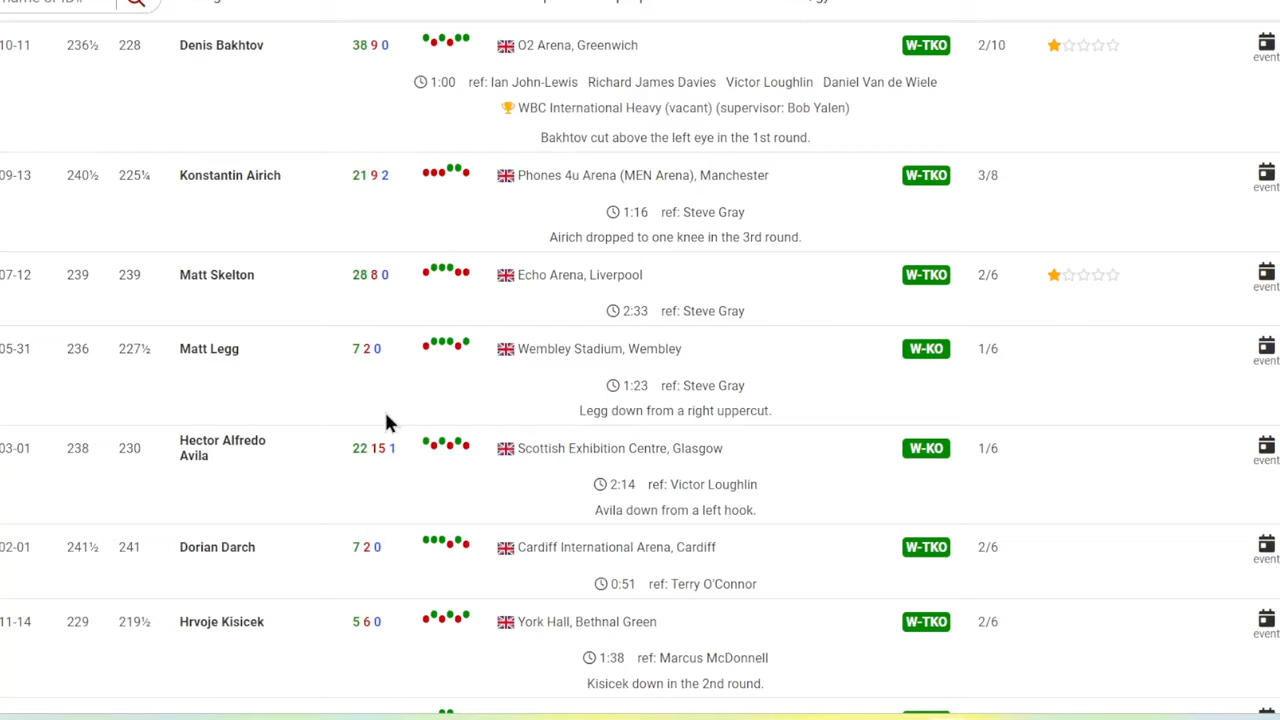 10-11 236½ 228 Denis Bakhtov 38 9 0 O2 Arena, Greenwich W-TKO 2/10
event
1:00 ref: Ian John-Lewis Richard James Davies Victor Loughlin Daniel Van de Wiele
WBC International Heavy (vacant) (supervisor: Bob Yalen)
Bakhtov cut above the left eye in the 1st round.
09-13 240½ 225¼ Konstantin Airich 21 9 2 Phones 4u Arena (MEN Arena), Manchester W-TKO 3/8
event
1:16 ref: Steve Gray
Airich dropped to one knee in the 3rd round.
07-12 239 239 Matt Skelton 28 8 0 Echo Arena, Liverpool W-TKO 2/6
event
2:33 ref: Steve Gray
05-31 236 227½ Matt Legg 7 2 0 Wembley Stadium, Wembley W-KO 1/6
event
1:23 ref: Steve Gray
Legg down from a right uppercut.
03-01 238 230 Hector Alfredo Avila 22 15 1 Scottish Exhibition Centre, Glasgow W-KO 1/6
event
2:14 ref: Victor Loughlin
Avila down from a left hook.
02-01 241½ 241 Dorian Darch 7 2 0 Cardiff International Arena, Cardiff W-TKO 2/6
event
0:51 ref: Terry O'Connor
11-14 229 219½ Hrvoje Kisicek 5 6 0 York Hall, Bethnal Green W-TKO 2/6
event
1:38 ref: Marcus McDonnell
Kisicek down in the 2nd round.